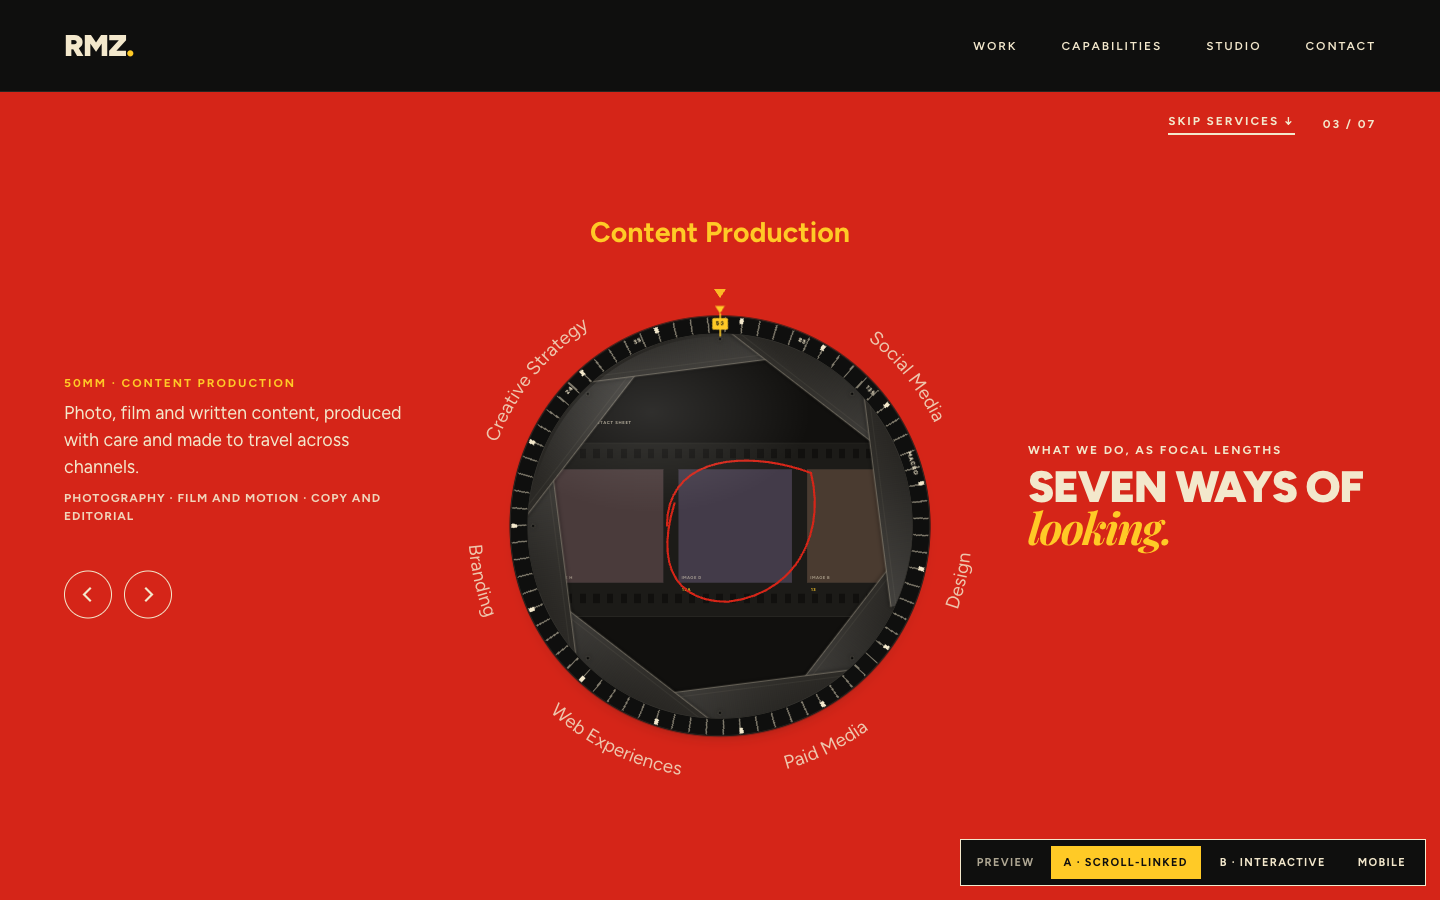 RMZ.
WORK CAPABILITIES STUDIO CONTACT
SKIP SERVICES ↓ 03 / 07
Content Production
Creative Strategy
Social Media
50MM · CONTENT PRODUCTION
Photo, film and written content, produced
with care and made to travel across
channels.
PHOTOGRAPHY · FILM AND MOTION · COPY AND
EDITORIAL
WHAT WE DO, AS FOCAL LENGTHS
SEVEN WAYS OF
looking.
Branding
Design
Web Experiences
Paid Media
PREVIEW A · SCROLL-LINKED B · INTERACTIVE MOBILE